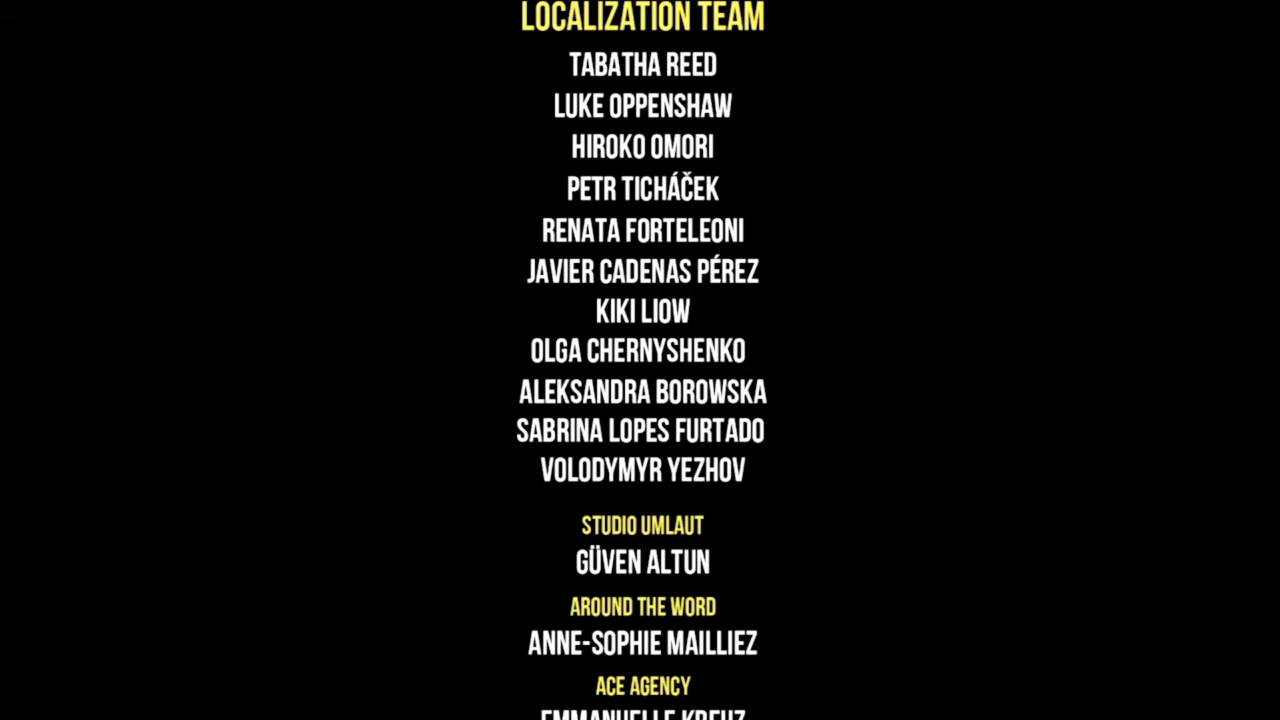 LOCALIZATION TEAM
TABATHA REED
LUKE OPPENSHAW
HIROKO OMORI
PETR TICHÁČEK
RENATA FORTELEONI
JAVIER CADENAS PÉREZ
KIKI LIOW
OLGA CHERNYSHENKO
ALEKSANDRA BOROWSKA
SABRINA LOPES FURTADO
VOLODYMYR YEZHOV
STUDIO UMLAUT
GÜVEN ALTUN
AROUND THE WORD
ANNE-SOPHIE MAILLIEZ
ACE AGENCY
EMMANUELLE KREUZ